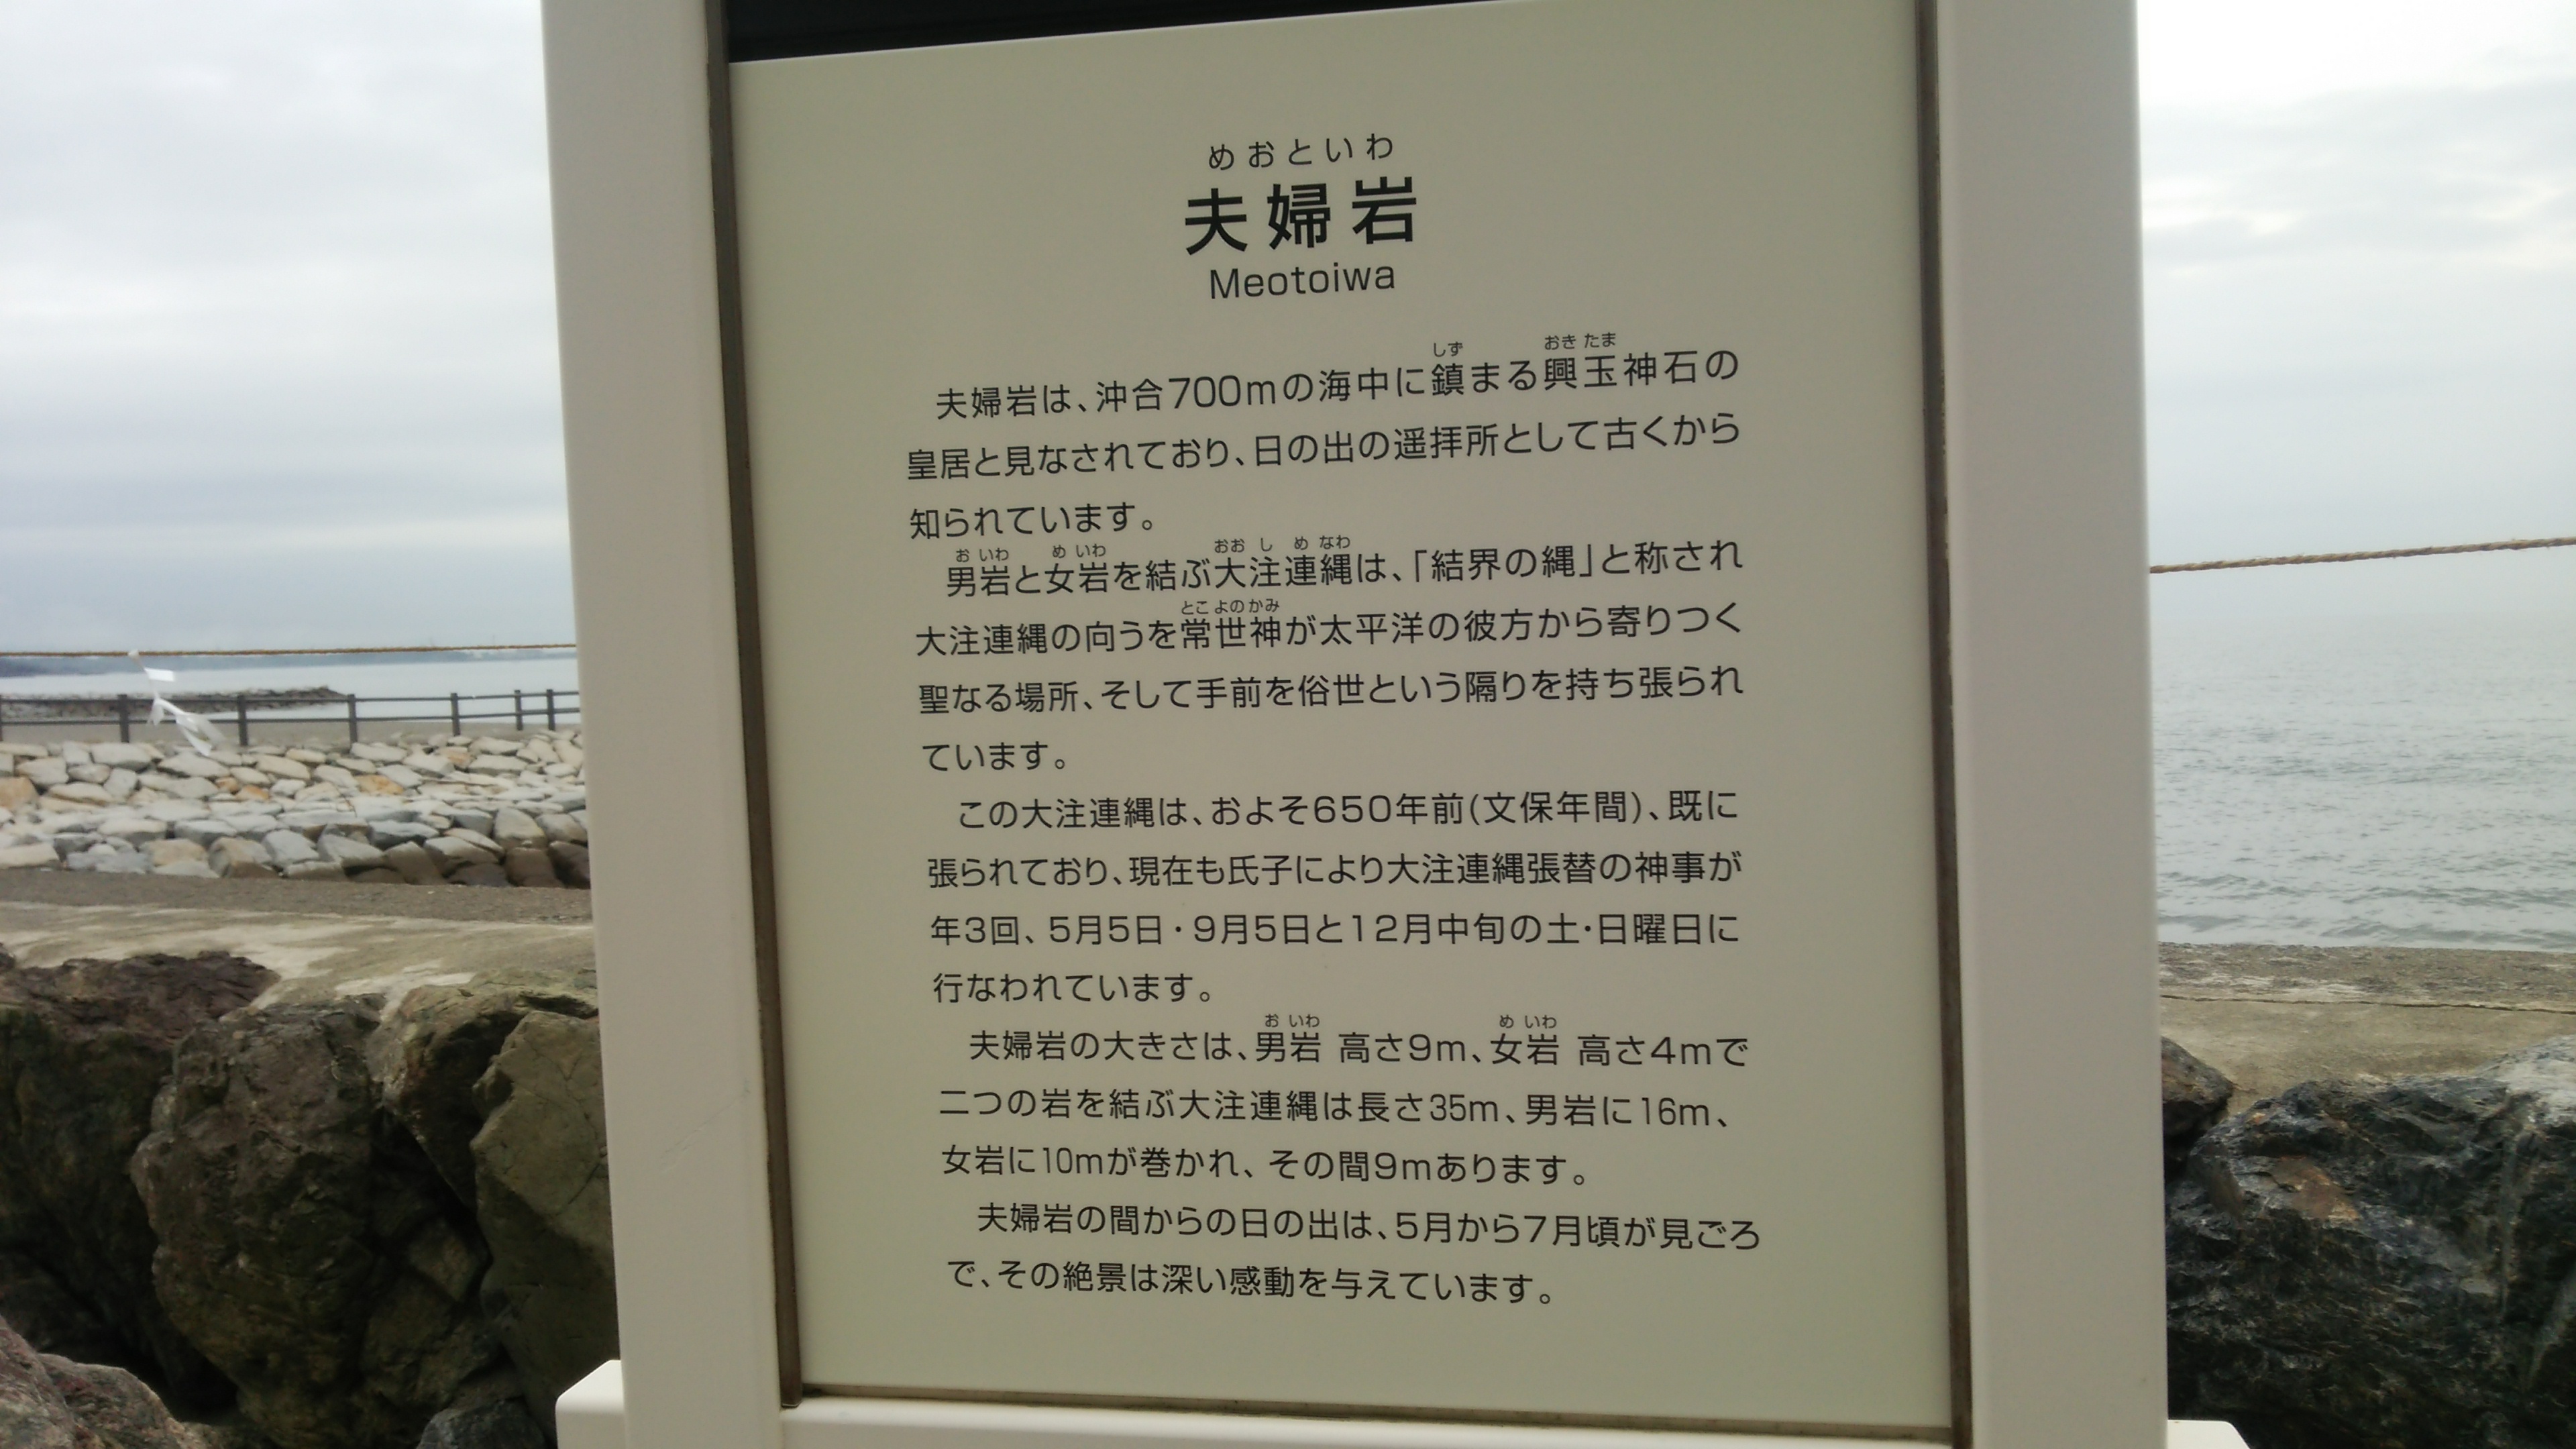 めおといわ
夫婦岩
Meotoiwa
しず おきたま
夫婦岩は、沖合700mの海中に鎮まる興玉神石の
皇居と見なされており、日の出の遥拝所として古くから
知られています。
おいわ めいわ おおしめなわ
男岩と女岩を結ぶ大注連縄は、「結界の縄」と称され
とこよのかみ
大注連縄の向うを常世神が太平洋の彼方から寄りつく
聖なる場所、そして手前を俗世という隔りを持ち張られ
ています。
この大注連縄は、およそ650年前(文保年間)、既に
張られており、現在も氏子により大注連縄張替の神事が
年3回、5月5日・9月5日と12月中旬の土・日曜日に
行なわれています。
おいわ めいわ
夫婦岩の大きさは、男岩 高さ9m、女岩 高さ4mで
二つの岩を結ぶ大注連縄は長さ35m、男岩に16m、
女岩に10mが巻かれ、その間9mあります。
夫婦岩の間からの日の出は、5月から7月頃が見ごろ
で、その絶景は深い感動を与えています。